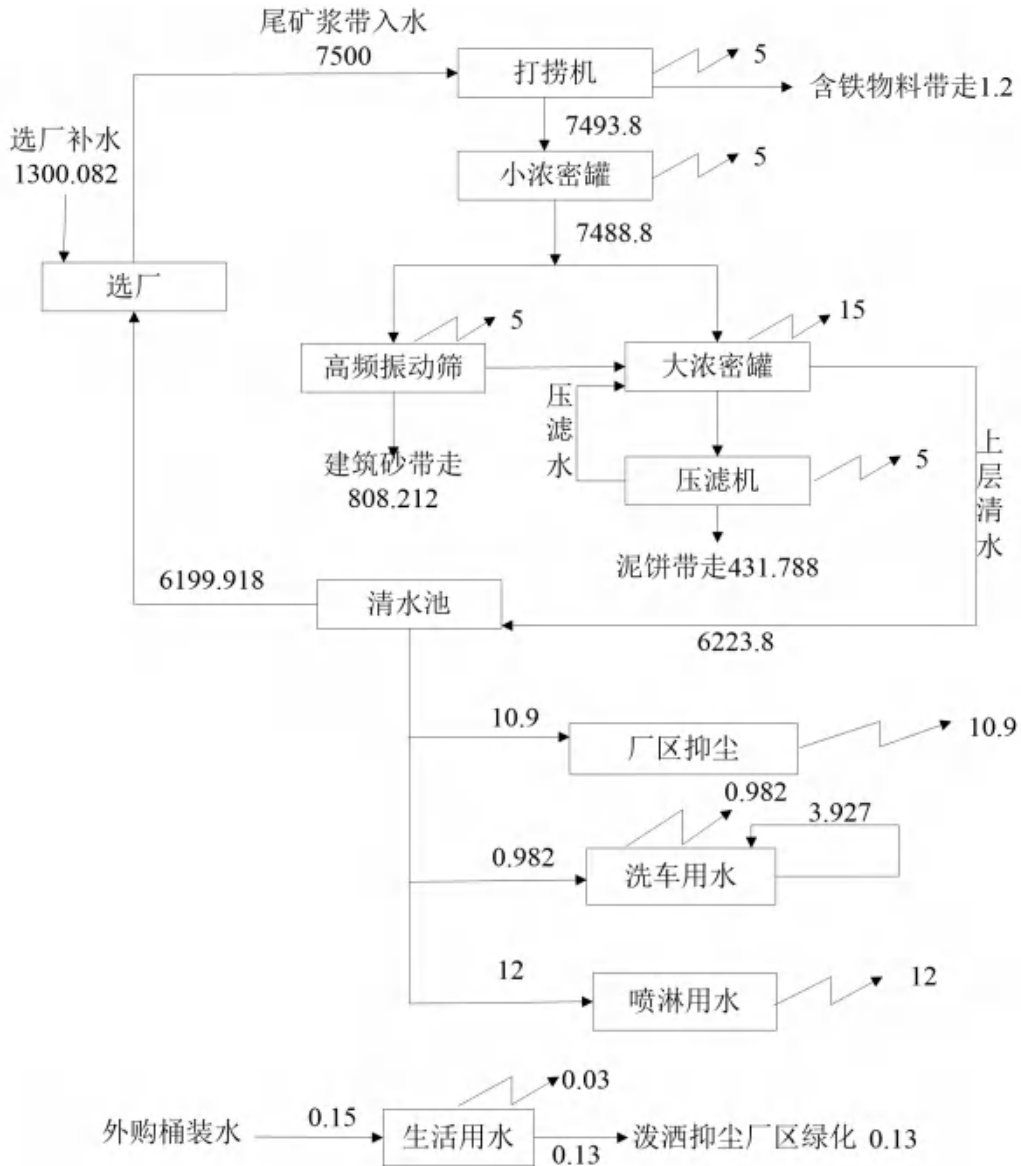 尾矿浆带入水
7500
打捞机
5
含铁物料带走1.2
7493.8
选厂补水
1300.082
小浓密罐
5
7488.8
选厂
5
15
高频振动筛
大浓密罐
压滤水
上层清水
建筑砂带走
808.212
压滤机
5
泥饼带走431.788
6199.918
清水池
6223.8
10.9
厂区抑尘
10.9
0.982
3.927
0.982
洗车用水
12
喷淋用水
12
0.03
外购桶装水
0.15
生活用水
0.13
泼洒抑尘厂区绿化 0.13